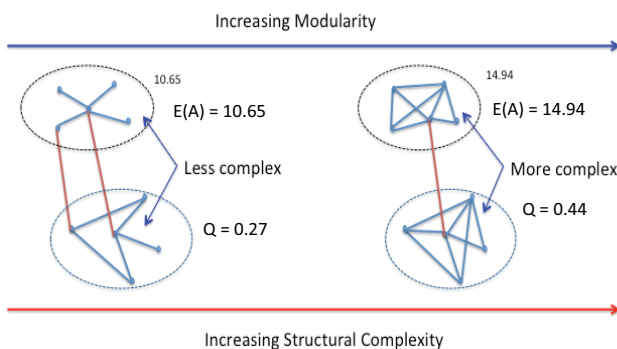 Increasing Modularity
10.65
E(A) = 10.65
Less complex
Q = 0.27
14.94
E(A) = 14.94
More complex
Q = 0.44
Increasing Structural Complexity